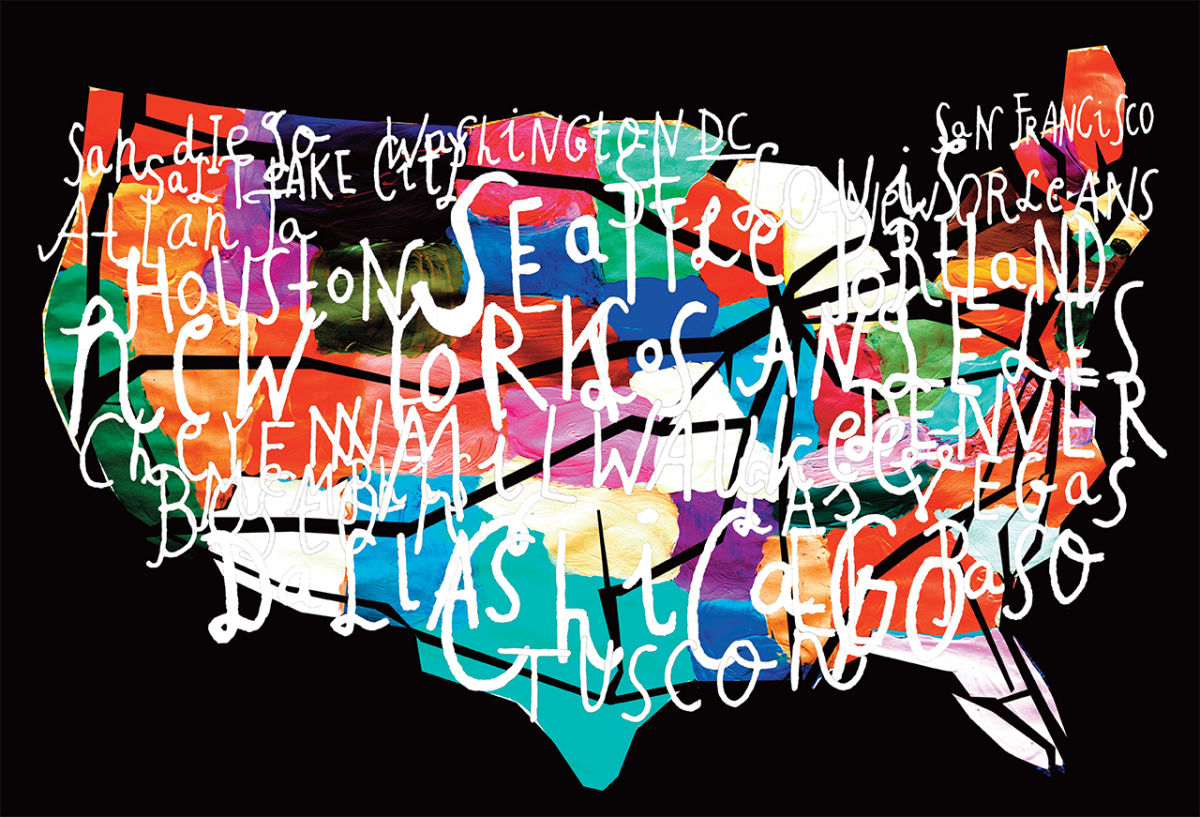 San diego WasHiNGtoN DC SaN FRANCiSCO
SaLT LAKE CitY St Louis NeW ORLeANS
AtLanta
HOUStoN SEaTTLe PoRtLaND
NEW YORK LOS ANGELES
CheYENNE MiLWAUkee DENVER
MEMPhis
BOStON LAS VEGaS
DaLLAS ChiCaGO EL PaSO
TUSCON